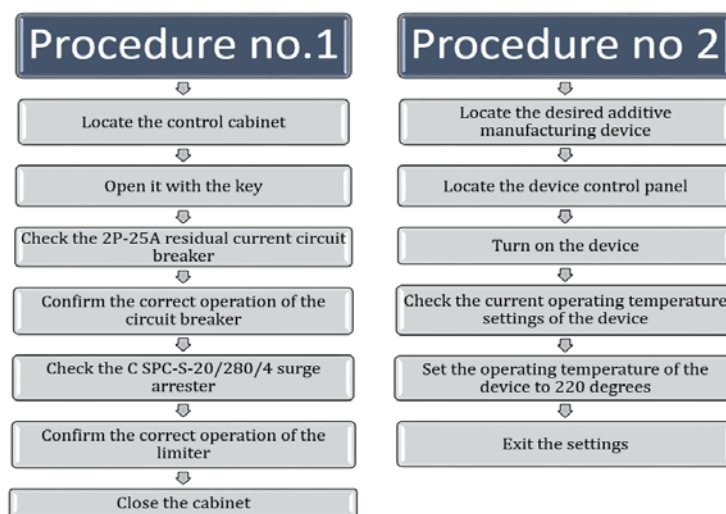 Procedure no.1
Locate the control cabinet
Open it with the key
Check the 2P-25A residual current circuit
breaker
Confirm the correct operation of the
circuit breaker
Check the C SPC-S-20/280/4 surge
arrester
Confirm the correct operation of the
limiter
Close the cabinet
Procedure no 2
Locate the desired additive
manufacturing device
Locate the device control panel
Turn on the device
Check the current operating temperature
settings of the device
Set the operating temperature of the
device to 220 degrees
Exit the settings